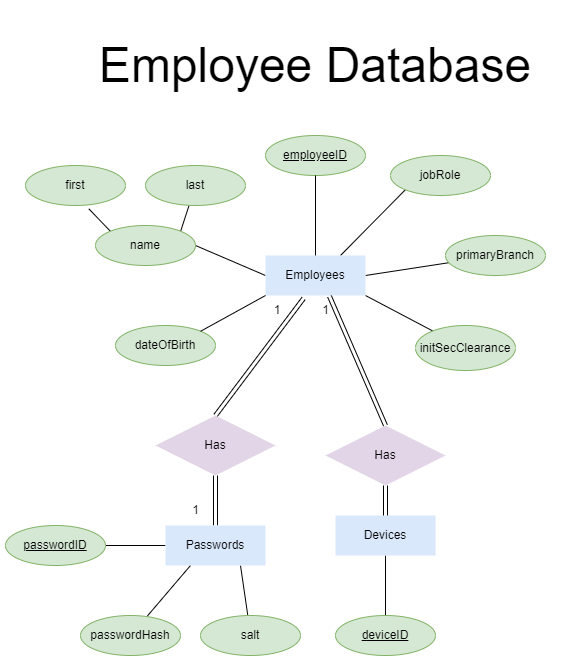 Employee Database
employeeID
jobRole
first
last
name
primaryBranch
Employees
1
1
dateOfBirth
initSecClearance
Has
Has
1
passwordID
Passwords
Devices
passwordHash
salt
deviceID